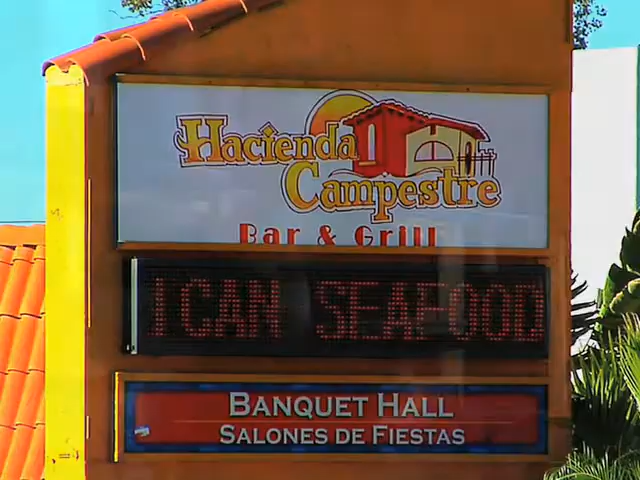 Hacienda
Campestre
Bar & Grill
ICAN SEAFOOD
BANQUET HALL
SALONES DE FIESTAS